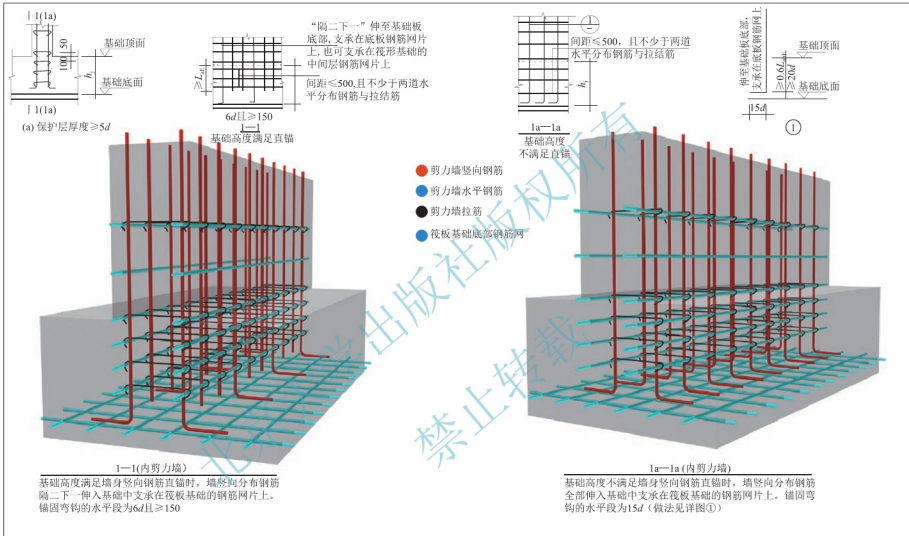 1(1a)
50
100
h_j
基础顶面
基础底面
1(1a)
(a) 保护层厚度≥5d
“隔二下一”伸至基础板
底部,支承在底板钢筋网片
上,也可支承在筏形基础的
中间层钢筋网片上
间距≤500,且不少于两道水
平分布钢筋与拉结筋
≥LaE
6d且≥150
1—1
基础高度满足直锚
1
间距≤500，且不少于两道
水平分布钢筋与拉结筋
h_j
1a—1a
基础高度
不满足直锚
伸至基础板底部,
支承在底板钢筋网上
基础顶面
≥20d
基础底面
15d
1
剪力墙竖向钢筋
剪力墙水平钢筋
剪力墙拉筋
筏板基础底部钢筋网
1—1(内剪力墙)
基础高度满足墙身竖向钢筋直锚时，墙竖向分布钢筋
隔二下一伸入基础中支承在筏板基础的钢筋网片上。
锚固弯钩的水平段为6d且≥150
1a—1a (内剪力墙)
基础高度不满足墙身竖向钢筋直锚时，墙竖向分布钢筋
全部伸入基础中支承在筏板基础的钢筋网片上。锚固弯
钩的水平段为15d（做法见详图①）
学出版社版权所有
禁止转载